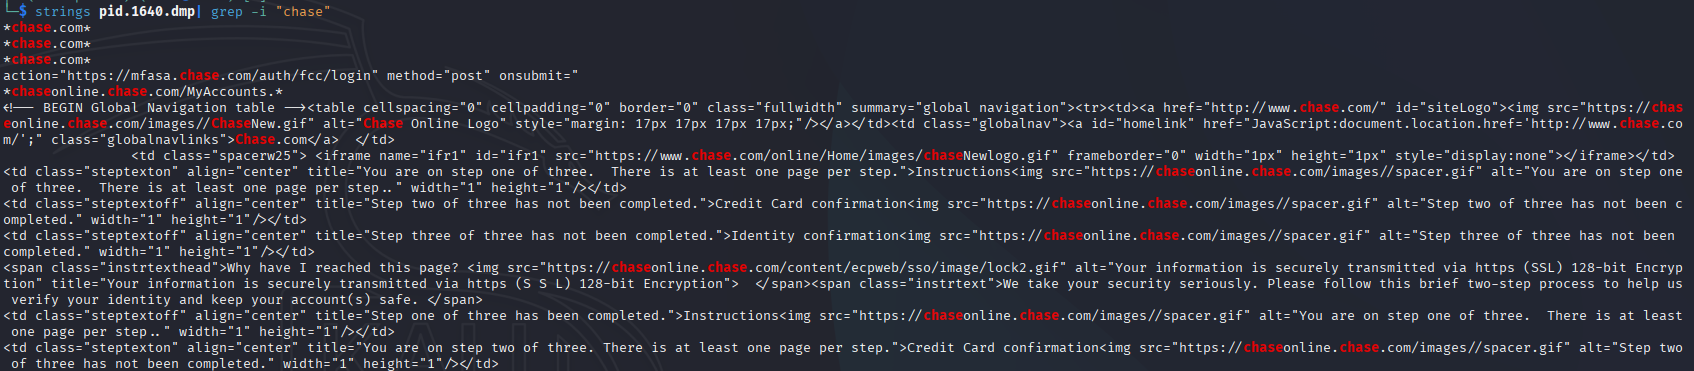 └─$ strings pid.1640.dmp| grep -i "chase"
*chase.com*
*chase.com*
*chase.com*
action="https://mfasa.chase.com/auth/fcc/login" method="post" onsubmit="
*chaseonline.chase.com/MyAccounts.*
<!-- BEGIN Global Navigation table --><table cellspacing="0" cellpadding="0" border="0" class="fullwidth" summary="global navigation"><tr><td><a href="http://www.chase.com/" id="siteLogo"><img src="https://chas
eonline.chase.com/images//ChaseNew.gif" alt="Chase Online Logo" style="margin: 17px 17px 17px 17px;"/></a></td><td class="globalnav"><a id="homelink" href="JavaScript:document.location.href='http://www.chase.co
m/';" class="globalnavlinks">Chase.com</a>  </td>
<td class="spacerw25"> <iframe name="ifr1" id="ifr1" src="https://www.chase.com/online/Home/images/chaseNewlogo.gif" frameborder="0" width="1px" height="1px" style="display:none"></iframe></td>
<td class="steptexton" align="center" title="You are on step one of three.  There is at least one page per step.">Instructions<img src="https://chaseonline.chase.com/images//spacer.gif" alt="You are on step one
 of three.  There is at least one page per step.." width="1" height="1"/></td>
<td class="steptextoff" align="center" title="Step two of three has not been completed.">Credit Card confirmation<img src="https://chaseonline.chase.com/images//spacer.gif" alt="Step two of three has not been c
ompleted." width="1" height="1"/></td>
<td class="steptextoff" align="center" title="Step three of three has not been completed.">Identity confirmation<img src="https://chaseonline.chase.com/images//spacer.gif" alt="Step three of three has not been
completed." width="1" height="1"/></td>
<span class="instrtexthead">Why have I reached this page? <img src="https://chaseonline.chase.com/content/ecpweb/sso/image/lock2.gif" alt="Your information is securely transmitted via https (SSL) 128-bit Encryp
tion" title="Your information is securely transmitted via https (S S L) 128-bit Encryption">  </span><span class="instrtext">We take your security seriously. Please follow this brief two-step process to help us
 verify your identity and keep your account(s) safe. </span>
<td class="steptextoff" align="center" title="Step one of three has been completed.">Instructions<img src="https://chaseonline.chase.com/images//spacer.gif" alt="You are on step one of three.  There is at least
 one page per step.." width="1" height="1"/></td>
<td class="steptexton" align="center" title="You are on step two of three. There is at least one page per step.">Credit Card confirmation<img src="https://chaseonline.chase.com/images//spacer.gif" alt="Step two
 of three has not been completed." width="1" height="1"/></td>